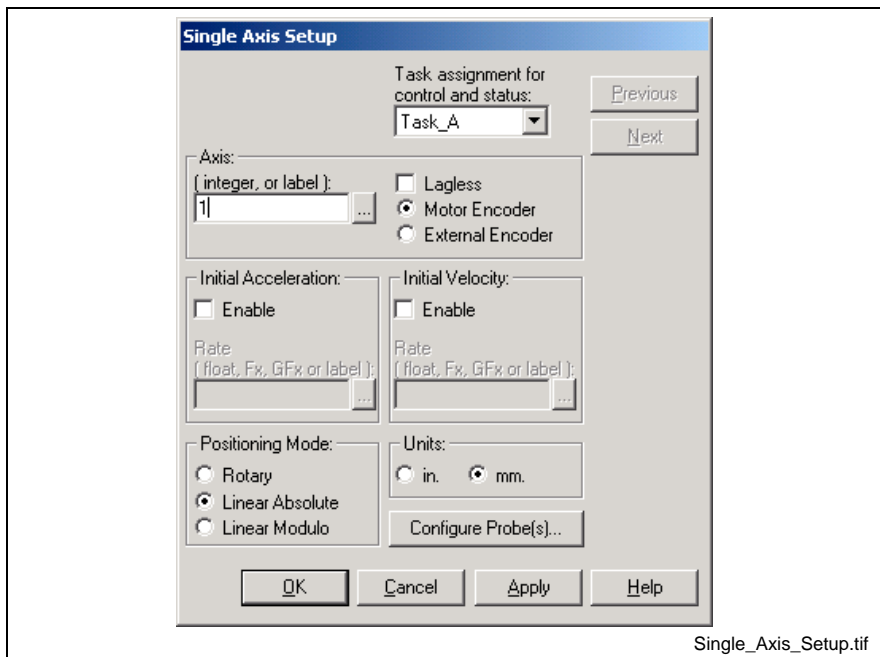 Single Axis Setup
Task assignment for
control and status:
Task_A
Previous
Next
Axis:
( integer, or label ):
1
...
Lagless
Motor Encoder
External Encoder
Initial Acceleration:
Enable
Rate
( float, Fx, GFx or label ):
...
Initial Velocity:
Enable
Rate
( float, Fx, GFx or label ):
...
Positioning Mode:
Rotary
Linear Absolute
Linear Modulo
Units:
in.
mm.
Configure Probe(s)...
OK
Cancel
Apply
Help
Single_Axis_Setup.tif